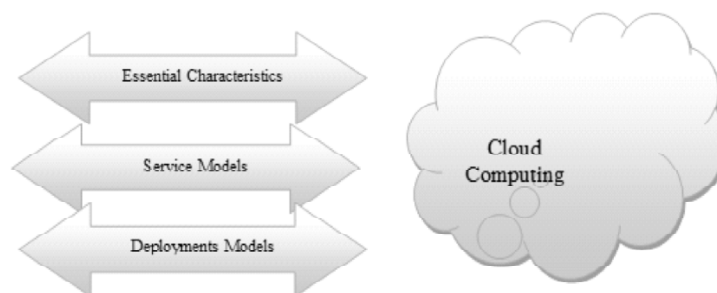 Essential Characteristics
Service Models
Deployments Models
Cloud
Computing